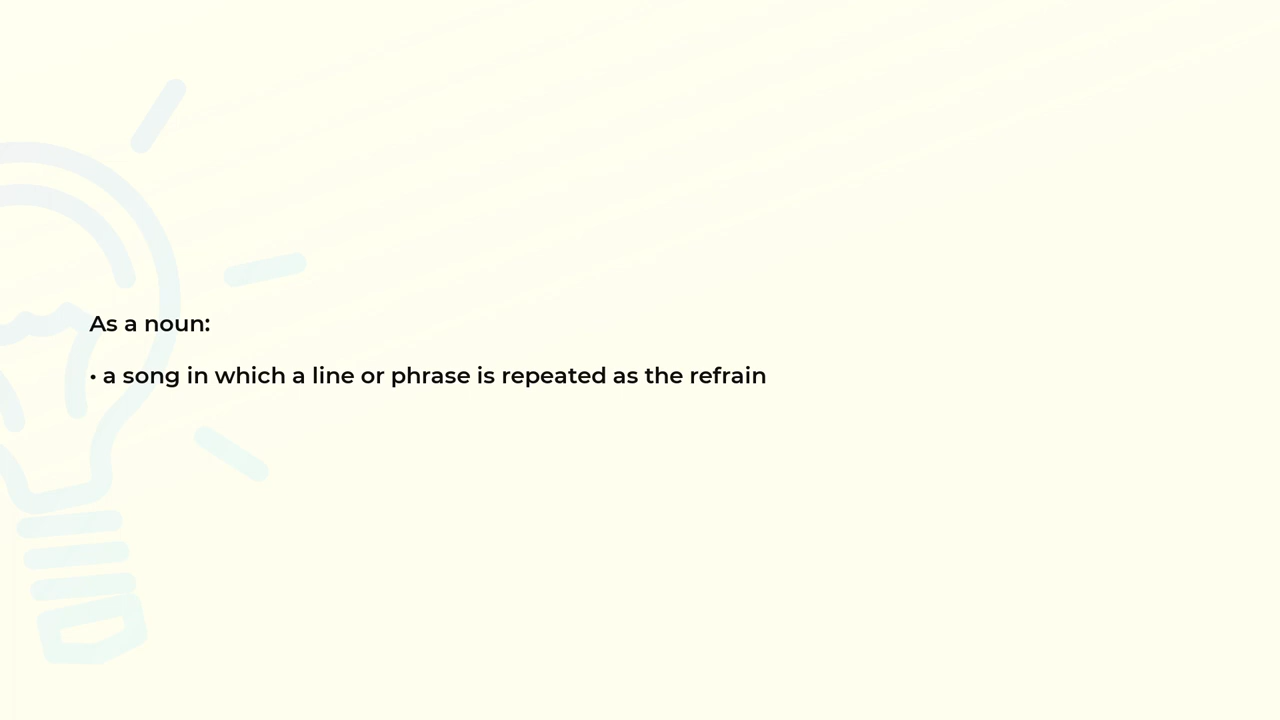 As a noun:
• a song in which a line or phrase is repeated as the refrain